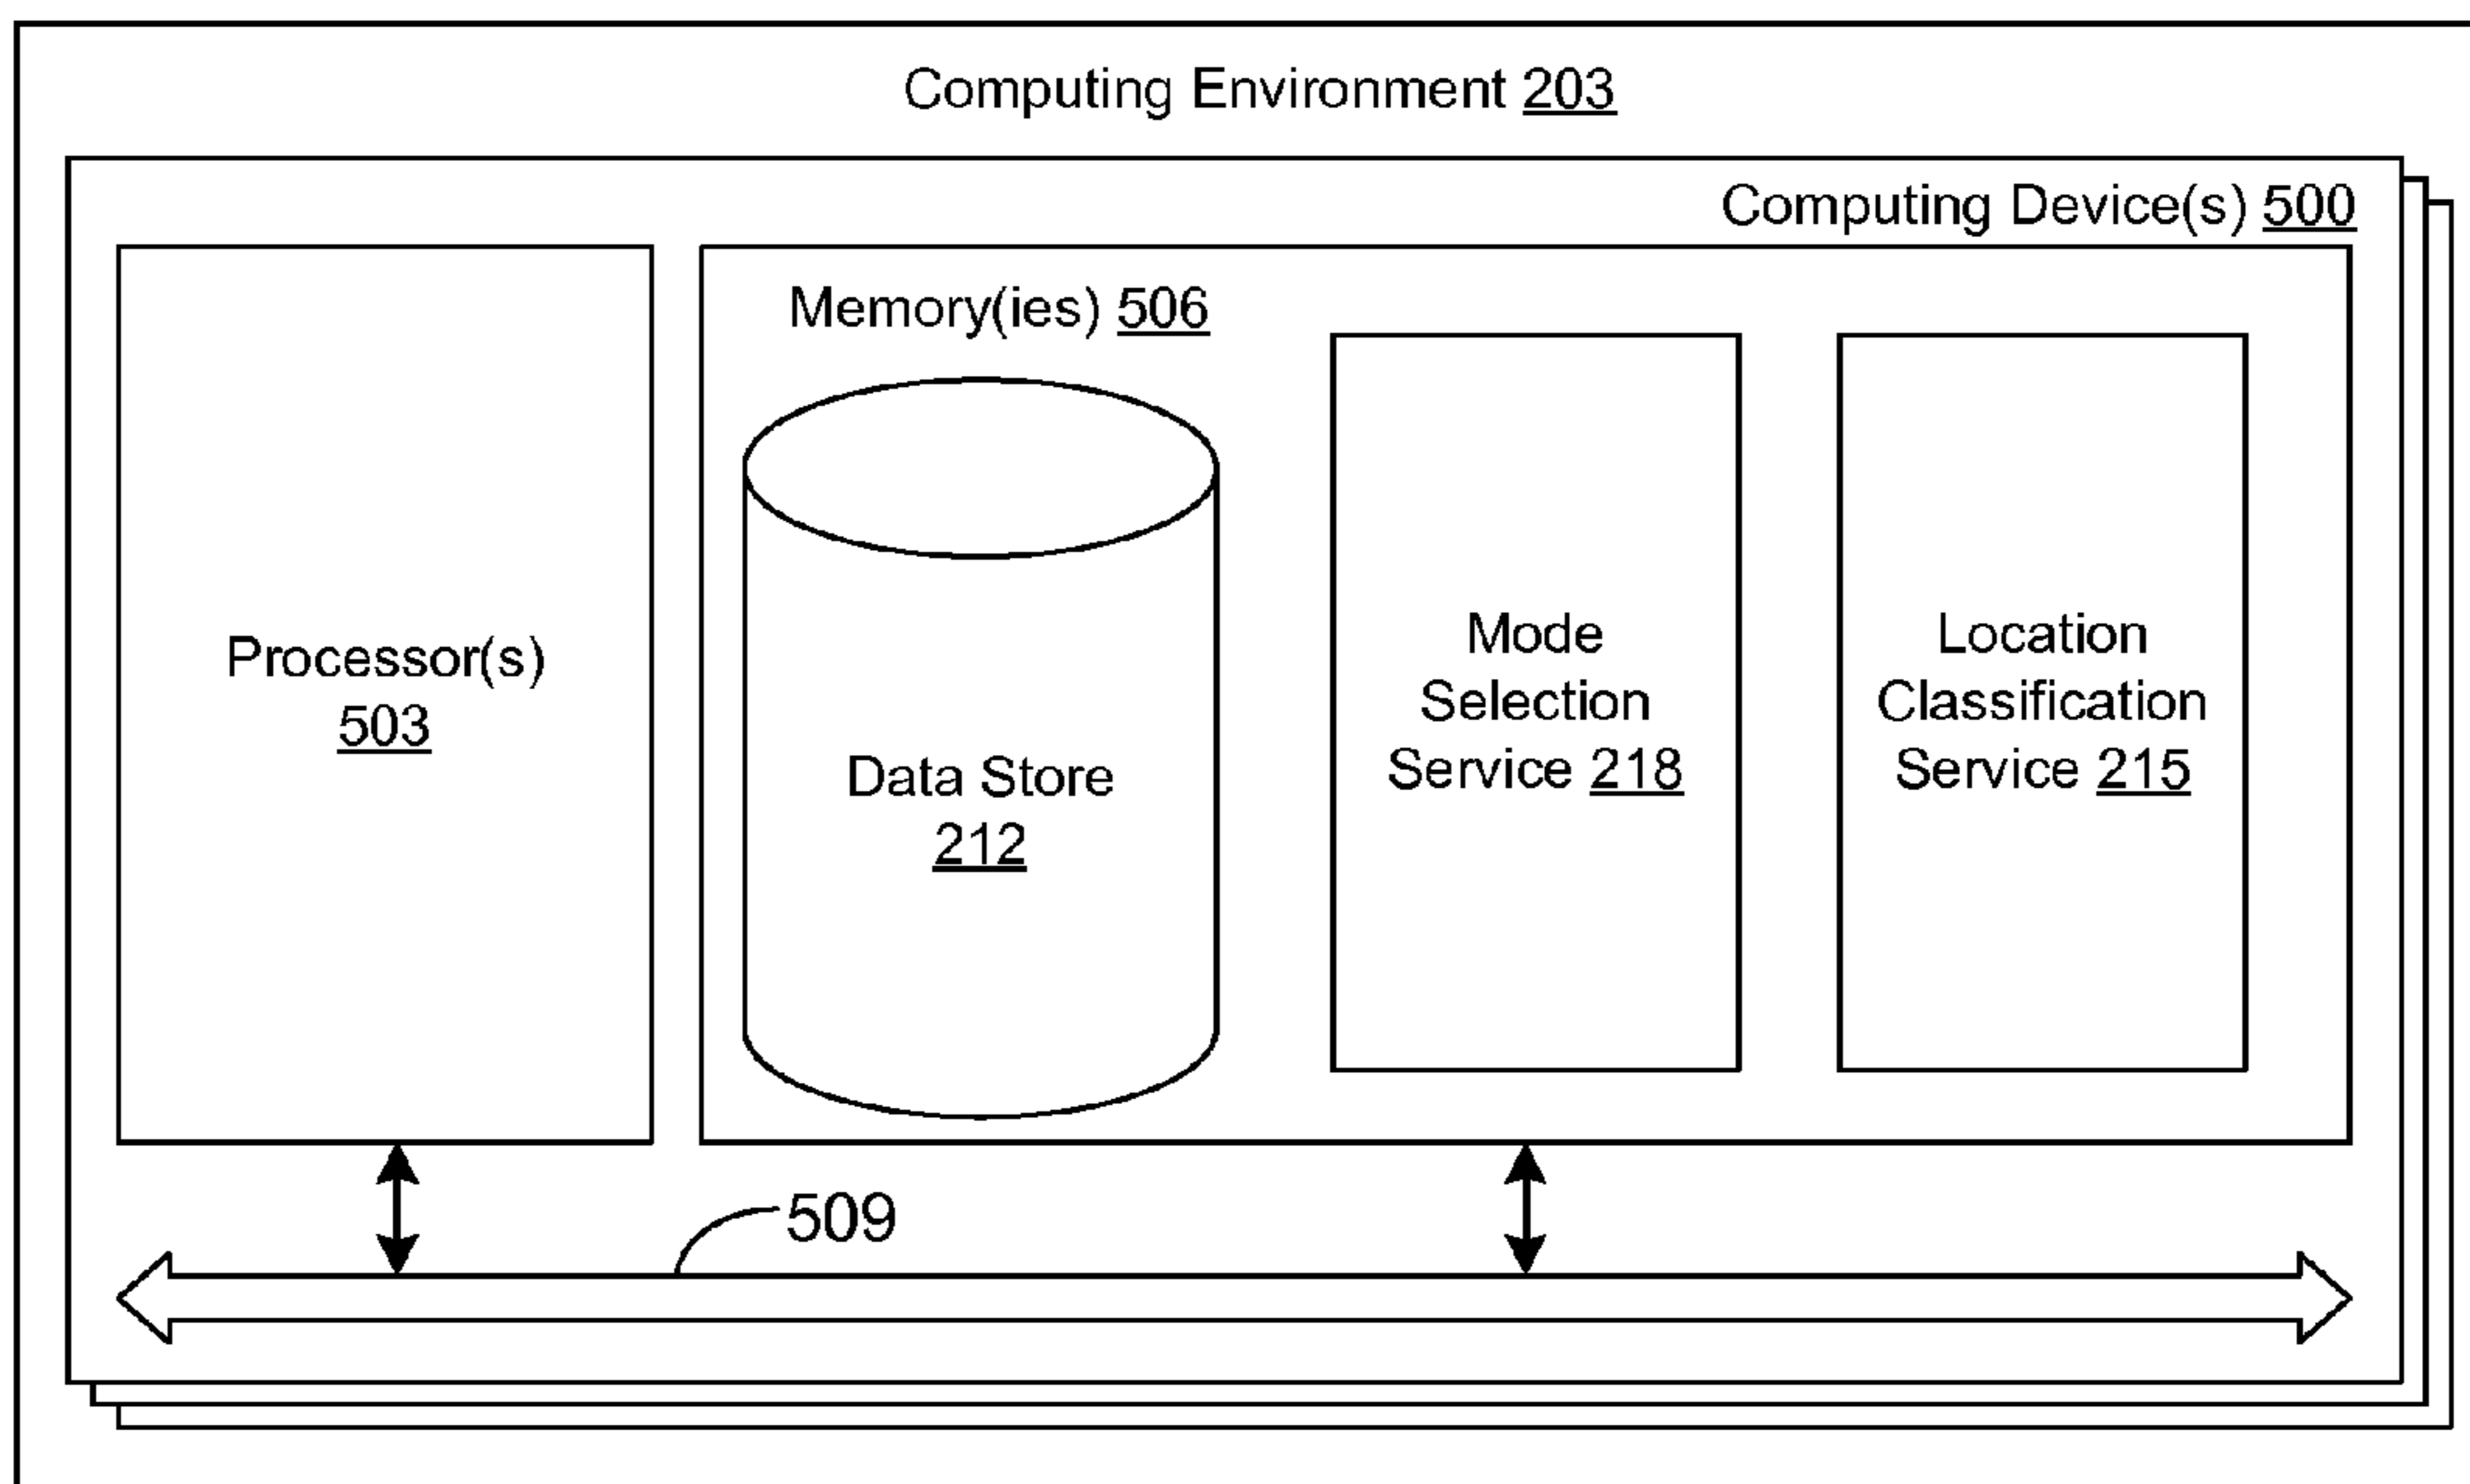 Computing Environment 203
Computing Device(s) 500
Memory(ies) 506
Processor(s)
503
Data Store
212
Mode
Selection
Service 218
Location
Classification
Service 215
509